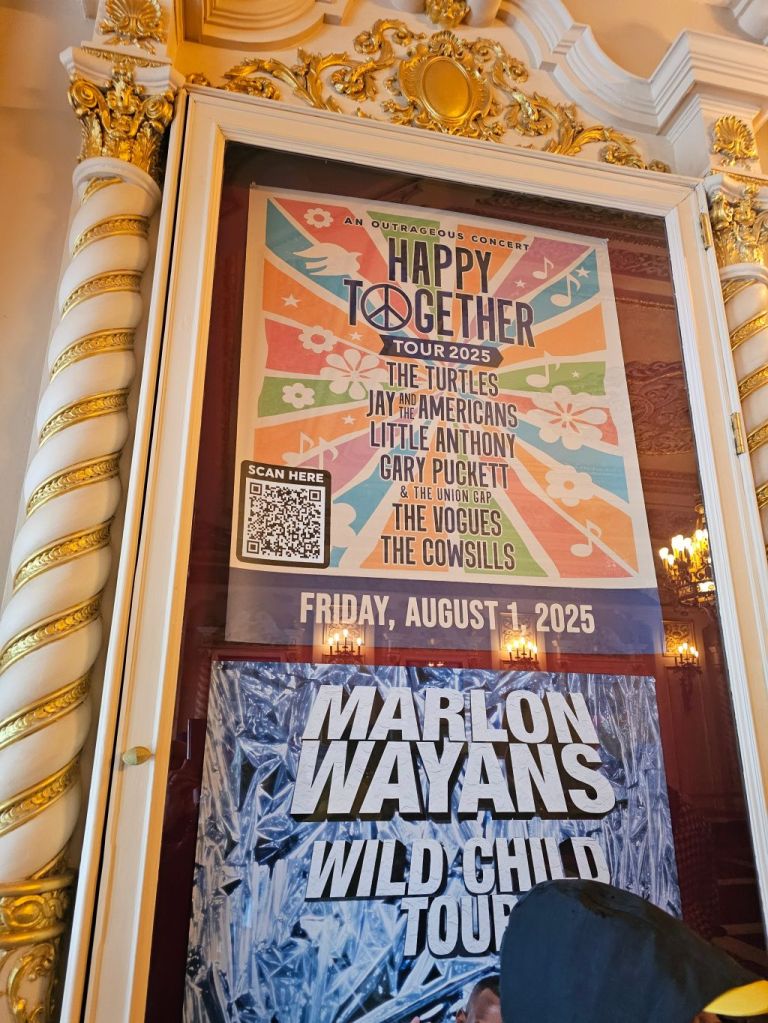 AN OUTRAGEOUS CONCERT
HAPPY
TOGETHER
TOUR 2025
THE TURTLES
JAY AND THE AMERICANS
LITTLE ANTHONY
GARY PUCKETT
& THE UNION GAP
THE VOGUES
THE COWSILLS
SCAN HERE
FRIDAY, AUGUST 1, 2025
MARLON
WAYANS
WILD CHILD
TOUR